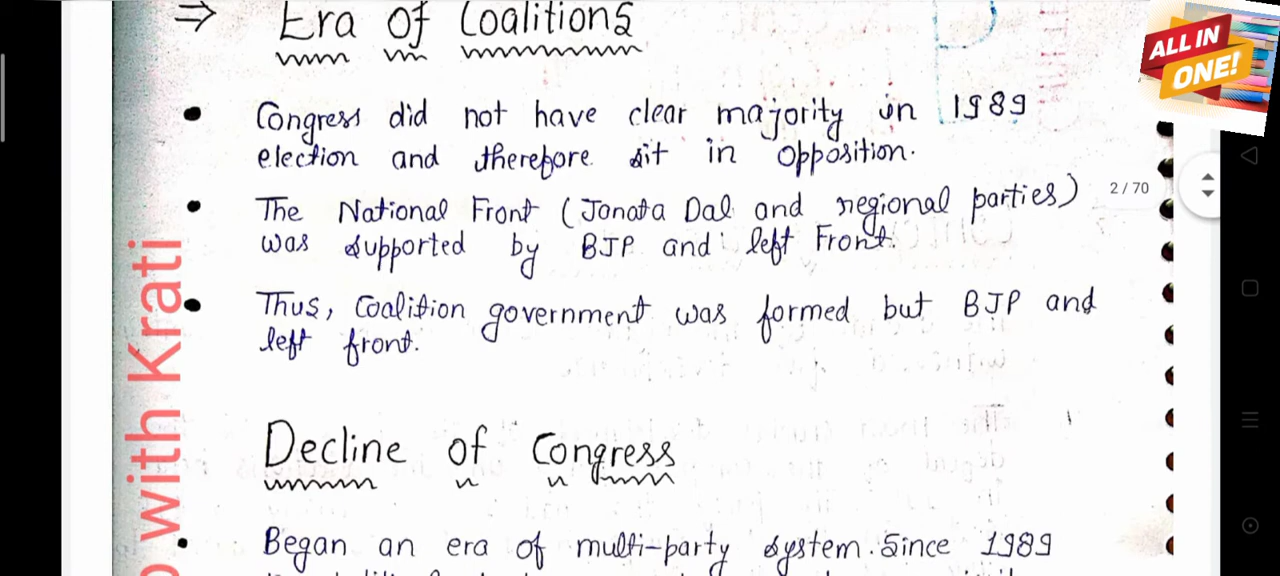 ⇒ Era of Coalitions
• Congress did not have clear majority in 1989
election and therefore sit in opposition.
• The National Front (Janata Dal and regional parties)
was supported by BJP and left Front.
• Thus, Coalition government was formed but BJP and
left front.
Decline of Congress
• Began an era of multi-party system. Since 1989
with Krati
ALL IN
ONE!
2/70